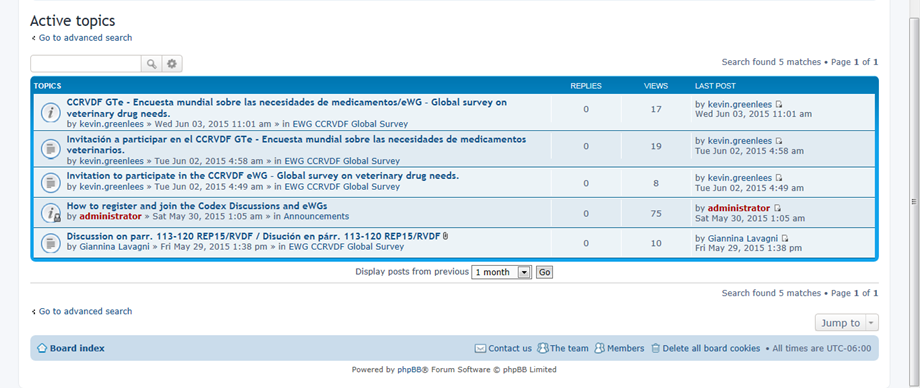 Active topics
Go to advanced search
Search found 5 matches • Page 1 of 1
TOPICS REPLIES VIEWS LAST POST
CCRVDF GTe - Encuesta mundial sobre las necesidades de medicamentos/eWG - Global survey on
veterinary drug needs.
by kevin.greenlees » Wed Jun 03, 2015 11:01 am » in EWG CCRVDF Global Survey
0
17
by kevin.greenlees
Wed Jun 03, 2015 11:01 am
Invitación a participar en el CCRVDF GTe - Encuesta mundial sobre las necesidades de medicamentos
veterinarios.
by kevin.greenlees » Tue Jun 02, 2015 4:58 am » in EWG CCRVDF Global Survey
0
19
by kevin.greenlees
Tue Jun 02, 2015 4:58 am
Invitation to participate in the CCRVDF eWG - Global survey on veterinary drug needs.
by kevin.greenlees » Tue Jun 02, 2015 4:49 am » in EWG CCRVDF Global Survey
0
8
by kevin.greenlees
Tue Jun 02, 2015 4:49 am
How to register and join the Codex Discussions and eWGs
by administrator » Sat May 30, 2015 1:05 am » in Announcements
0
75
by administrator
Sat May 30, 2015 1:05 am
Discussion on parr. 113-120 REP15/RVDF / Disución en párr. 113-120 REP15/RVDF
by Giannina Lavagni » Fri May 29, 2015 1:38 pm » in EWG CCRVDF Global Survey
0
10
by Giannina Lavagni
Fri May 29, 2015 1:38 pm
Display posts from previous 1 month Go
Search found 5 matches • Page 1 of 1
Go to advanced search
Jump to
Board index Contact us The team Members Delete all board cookies • All times are UTC-06:00
Powered by phpBB® Forum Software © phpBB Limited